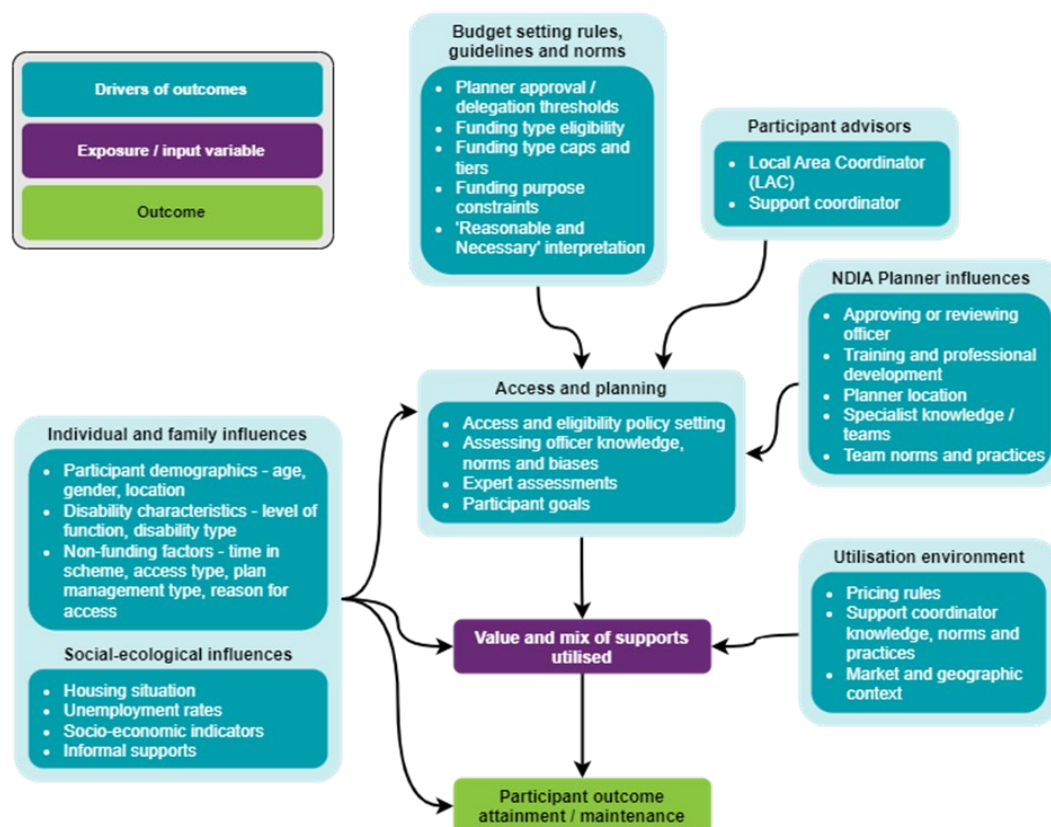 Drivers of outcomes
Exposure / input variable
Outcome
Budget setting rules,
guidelines and norms
• Planner approval /
delegation thresholds
• Funding type eligibility
• Funding type caps and
tiers
• Funding purpose
constraints
• 'Reasonable and
Necessary' interpretation
Participant advisors
• Local Area Coordinator
(LAC)
• Support coordinator
NDIA Planner influences
• Approving or reviewing
officer
• Training and professional
development
• Planner location
• Specialist knowledge /
teams
• Team norms and practices
Access and planning
• Access and eligibility policy setting
• Assessing officer knowledge,
norms and biases
• Expert assessments
• Participant goals
Individual and family influences
• Participant demographics - age,
gender, location
• Disability characteristics - level of
function, disability type
• Non-funding factors - time in
scheme, access type, plan
management type, reason for
access
Social-ecological influences
• Housing situation
• Unemployment rates
• Socio-economic indicators
• Informal supports
Utilisation environment
• Pricing rules
• Support coordinator
knowledge, norms and
practices
• Market and geographic
context
Value and mix of supports
utilised
Participant outcome
attainment / maintenance